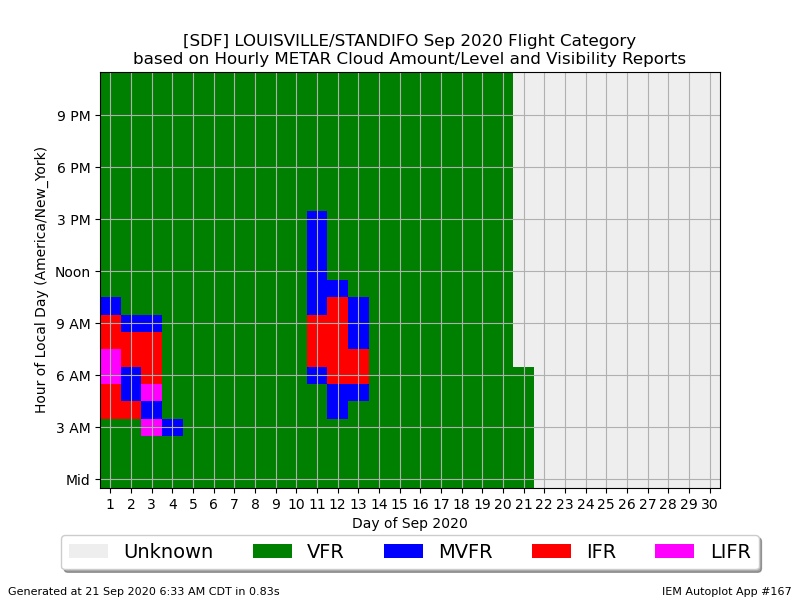 [SDF] LOUISVILLE/STANDIFO Sep 2020 Flight Category
based on Hourly METAR Cloud Amount/Level and Visibility Reports
Hour of Local Day (America/New_York)
9 PM
6 PM
3 PM
Noon
9 AM
6 AM
3 AM
Mid
1 2 3 4 5 6 7 8 9 10 11 12 13 14 15 16 17 18 19 20 21 22 23 24 25 26 27 28 29 30
Day of Sep 2020
Unknown VFR MVFR IFR LIFR
Generated at 21 Sep 2020 6:33 AM CDT in 0.83s IEM Autoplot App #167